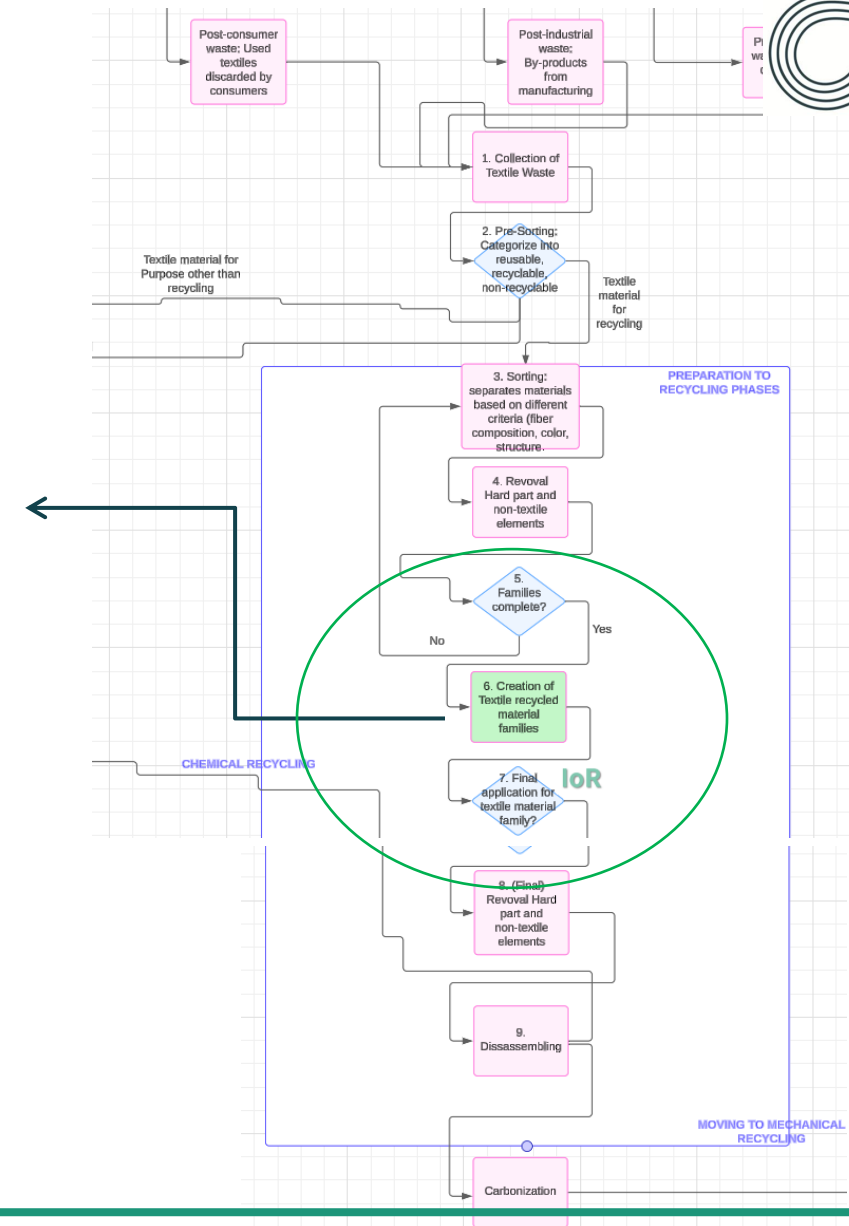 Post-consumer
waste: Used
textiles
discarded by
consumers
Post-industrial
waste:
By-products
from
manufacturing
1. Collection of
Textile Waste
2. Pre-Sorting:
Categorize into
reusable,
recyclable,
non-recyclable
Textile material for
Purpose other than
recycling
Textile
material
for
recycling
PREPARATION TO
RECYCLING PHASES
3. Sorting:
separates materials
based on different
criteria (fiber
composition, color,
structure.
4. Revoval
Hard part and
non-textile
elements
5.
Families
complete?
No
Yes
6. Creation of
Textile recycled
material
families
CHEMICAL RECYCLING
IoR
7. Final
application for
textile material
family?
8. (Final)
Revoval Hard
part and
non-textile
elements
9.
Dissassembling
MOVING TO MECHANICAL
RECYCLING
Carbonization